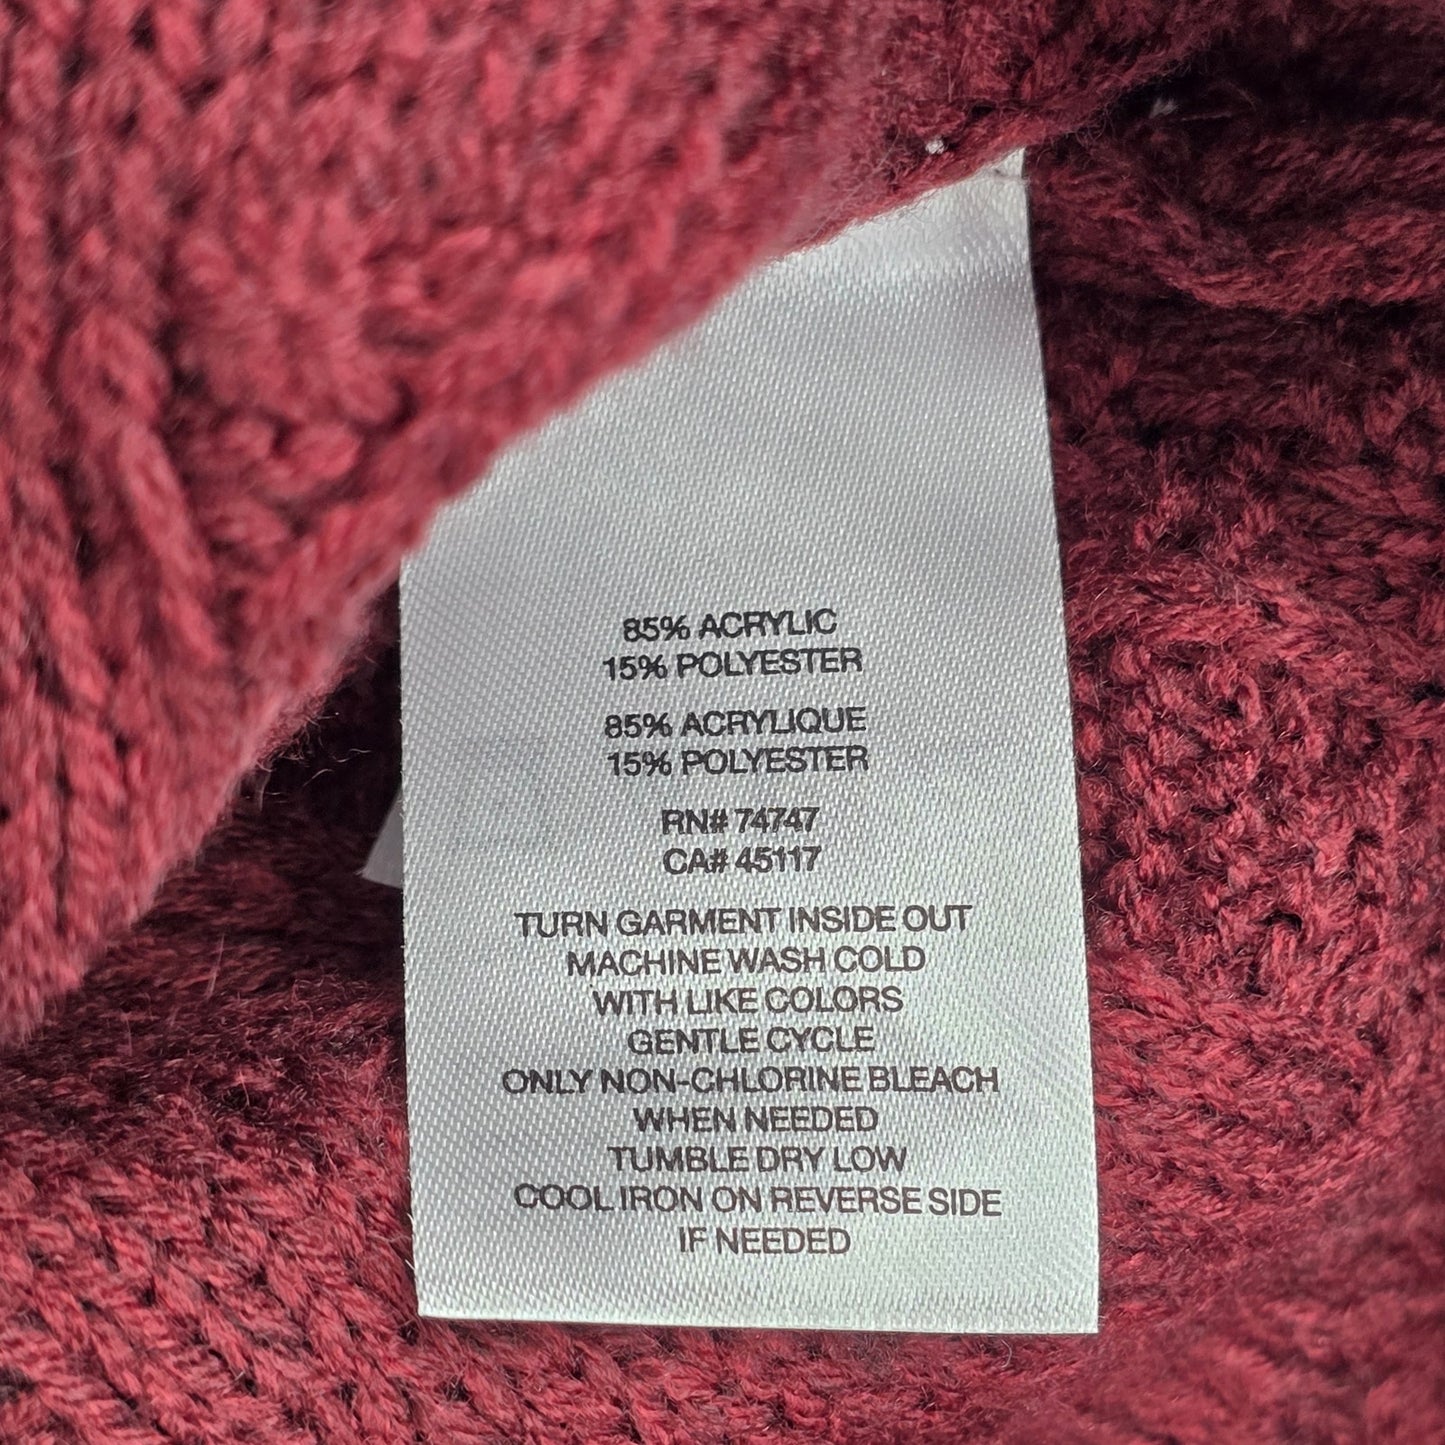 85% ACRYLIC
15% POLYESTER
85% ACRYLIQUE
15% POLYESTER
RN# 74747
CA# 45117
TURN GARMENT INSIDE OUT
MACHINE WASH COLD
WITH LIKE COLORS
GENTLE CYCLE
ONLY NON-CHLORINE BLEACH
WHEN NEEDED
TUMBLE DRY LOW
COOL IRON ON REVERSE SIDE
IF NEEDED